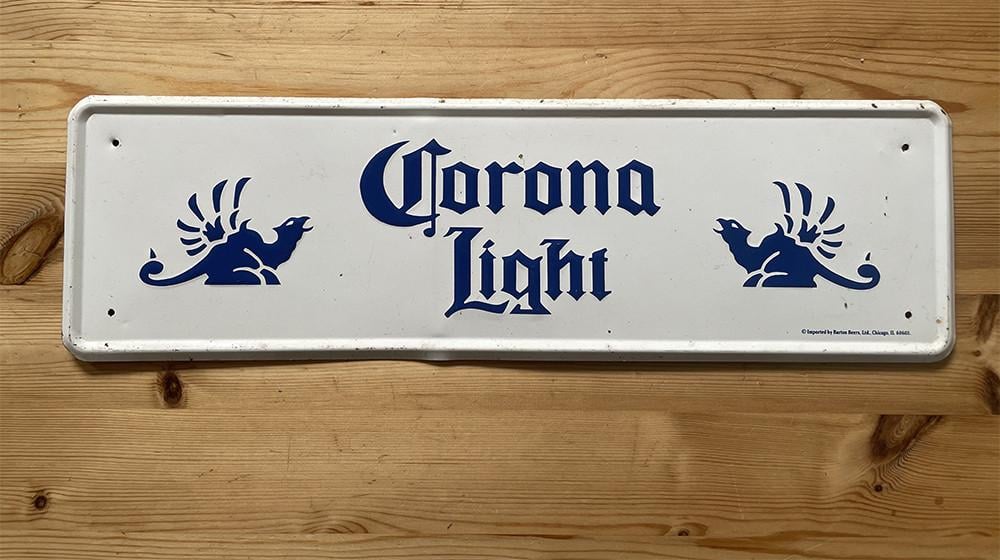 Corona
Light
© Imported by Barton Beers, Ltd., Chicago, IL 60603.